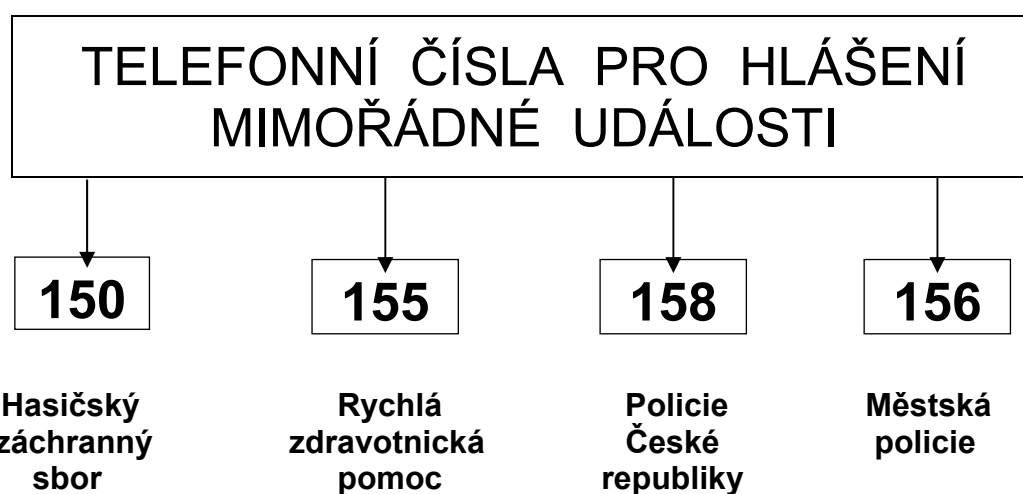 TELEFONNÍ ČÍSLA PRO HLÁŠENÍ
MIMOŘÁDNÉ UDÁLOSTI
150
155
158
156
Hasičský
záchranný
sbor
Rychlá
zdravotnická
pomoc
Policie
České
republiky
Městská
policie